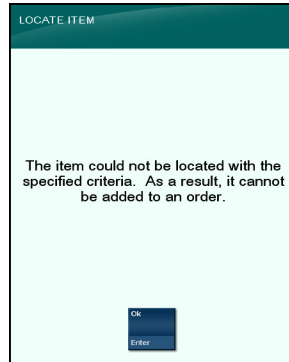 LOCATE ITEM
The item could not be located with the
specified criteria.  As a result, it cannot
be added to an order.
Ok
Enter